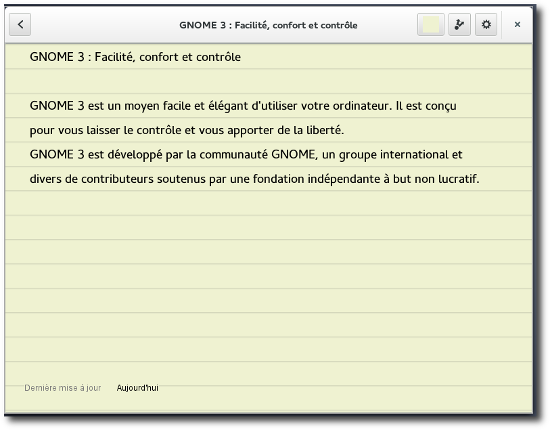 GNOME 3 : Facilité, confort et contrôle
GNOME 3 : Facilité, confort et contrôle
GNOME 3 est un moyen facile et élégant d'utiliser votre ordinateur. Il est conçu
pour vous laisser le contrôle et vous apporter de la liberté.
GNOME 3 est développé par la communauté GNOME, un groupe international et
divers de contributeurs soutenus par une fondation indépendante à but non lucratif.
Dernière mise à jour Aujourd'hui